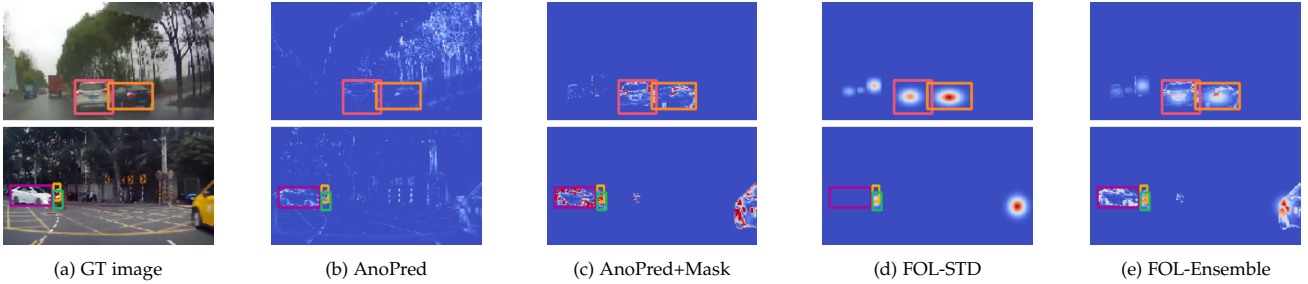 (a) GT image
(b) AnoPred
(c) AnoPred+Mask
(d) FOL-STD
(e) FOL-Ensemble